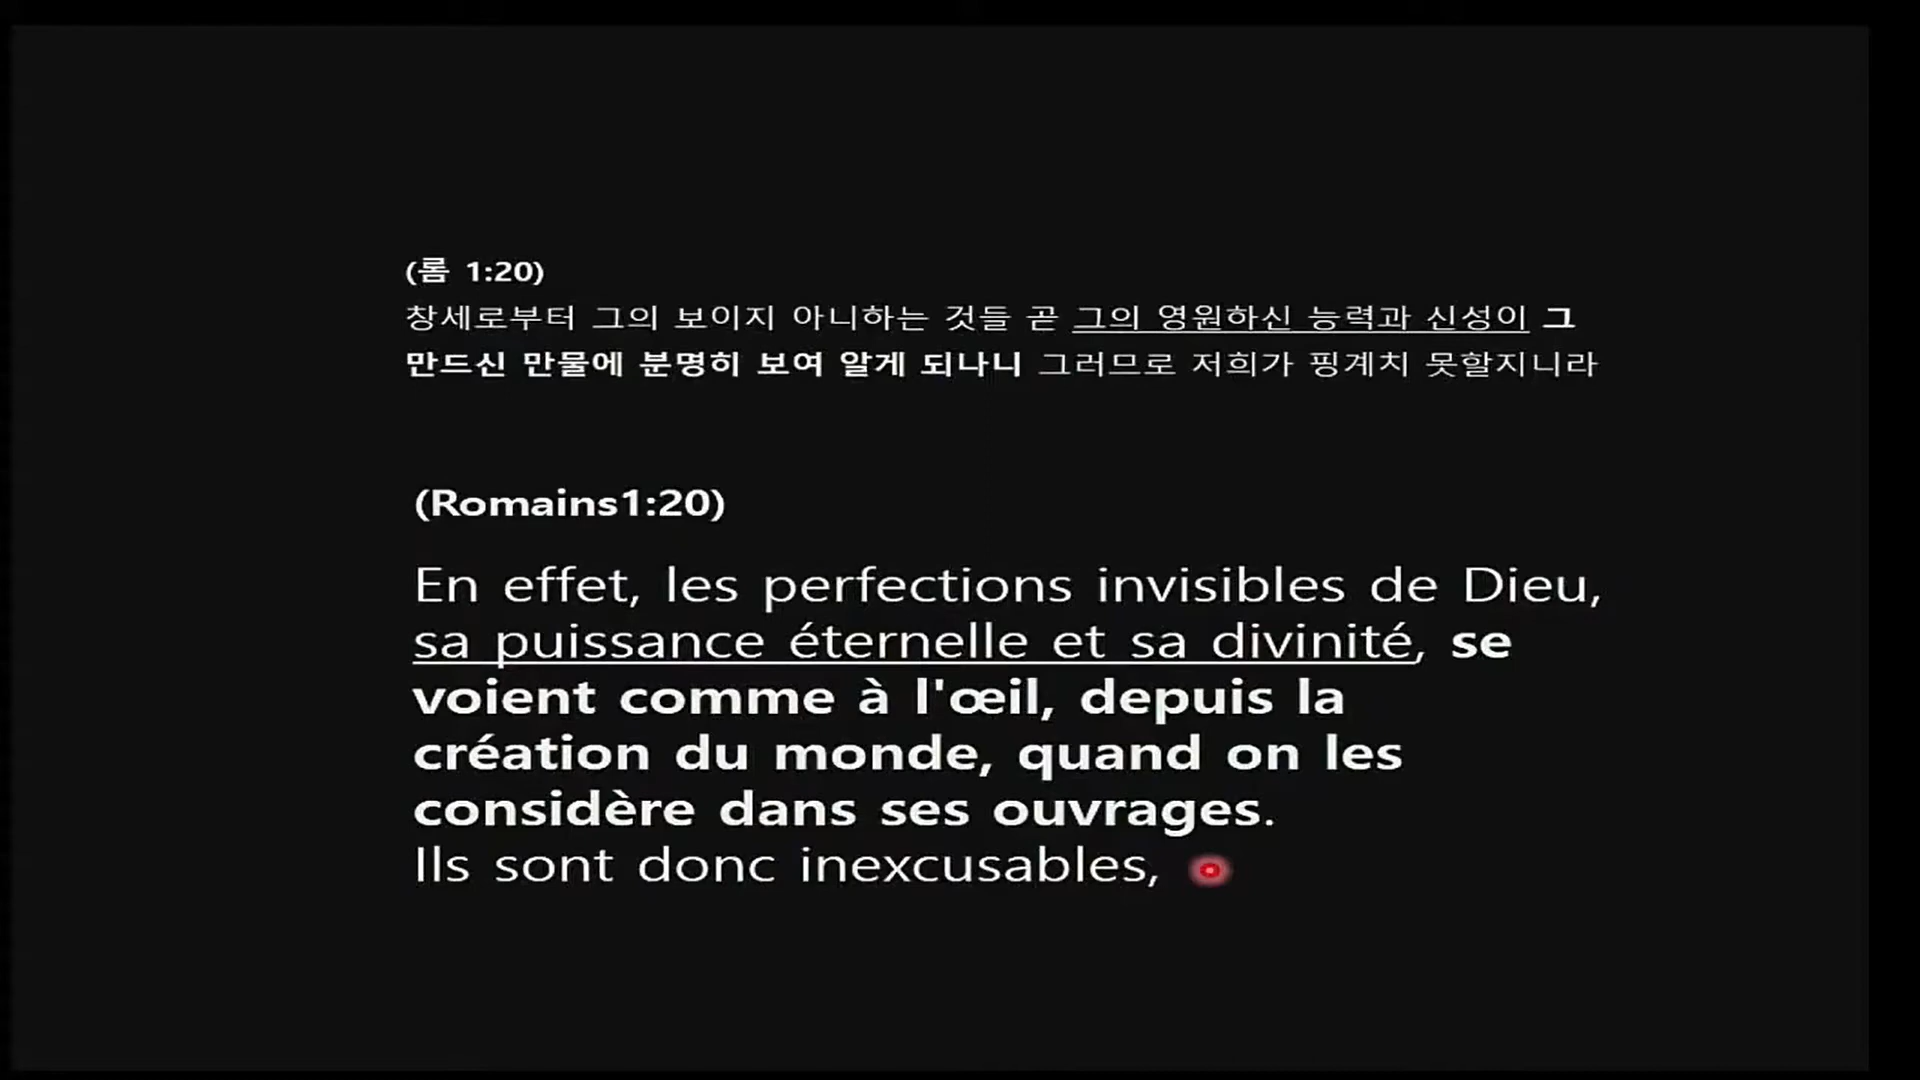 (롬 1:20)
창세로부터 그의 보이지 아니하는 것들 곧 그의 영원하신 능력과 신성이 그
만드신 만물에 분명히 보여 알게 되나니 그러므로 저희가 핑계치 못할지니라
(Romains1:20)
En effet, les perfections invisibles de Dieu,
sa puissance éternelle et sa divinité, se
voient comme à l'œil, depuis la
création du monde, quand on les
considère dans ses ouvrages.
Ils sont donc inexcusables,